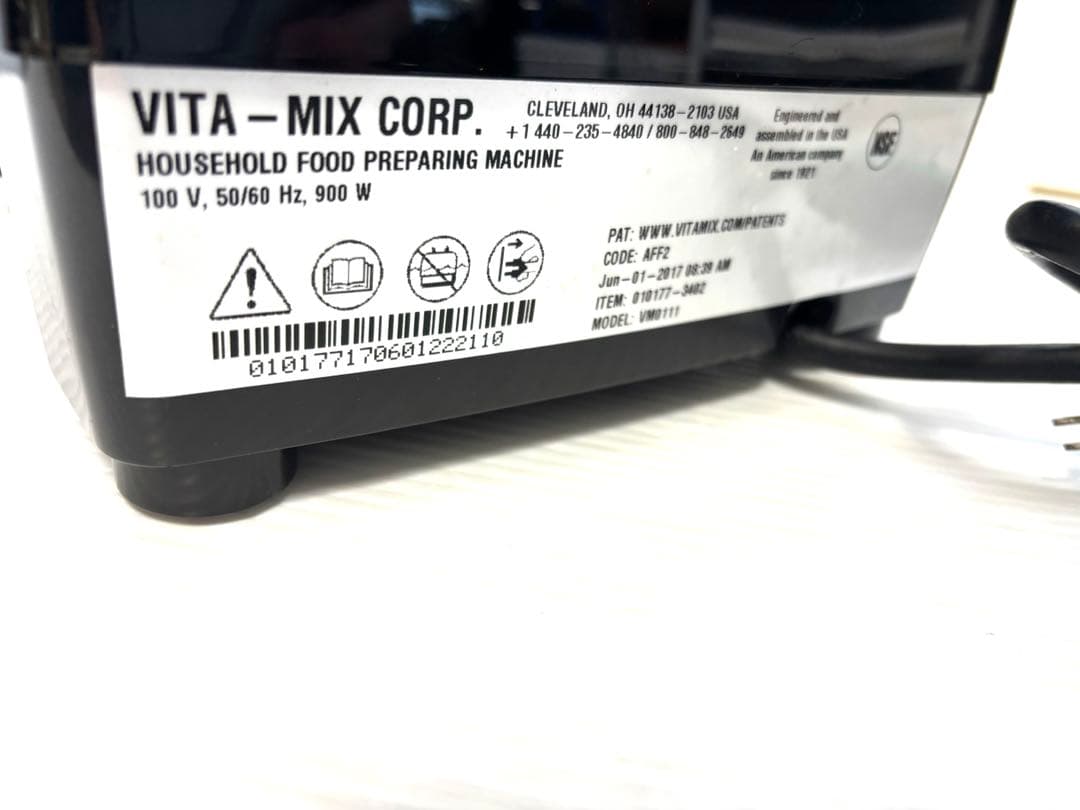 VITA-MIX CORP.
HOUSEHOLD FOOD PREPARING MACHINE
100 V, 50/60 Hz, 900 W
CLEVELAND, OH 44138-2103 USA
+1 440-235-4840 / 800-848-2649
Engineered and
assembled in the USA
An American company
since 1921
NSF
PAT: WWW.VITAMIX.COM/PATENTS
CODE: AFF2
Jun-01-2017 08:39 AM
ITEM: 010177-3402
MODEL: VM0111
010177170601222110